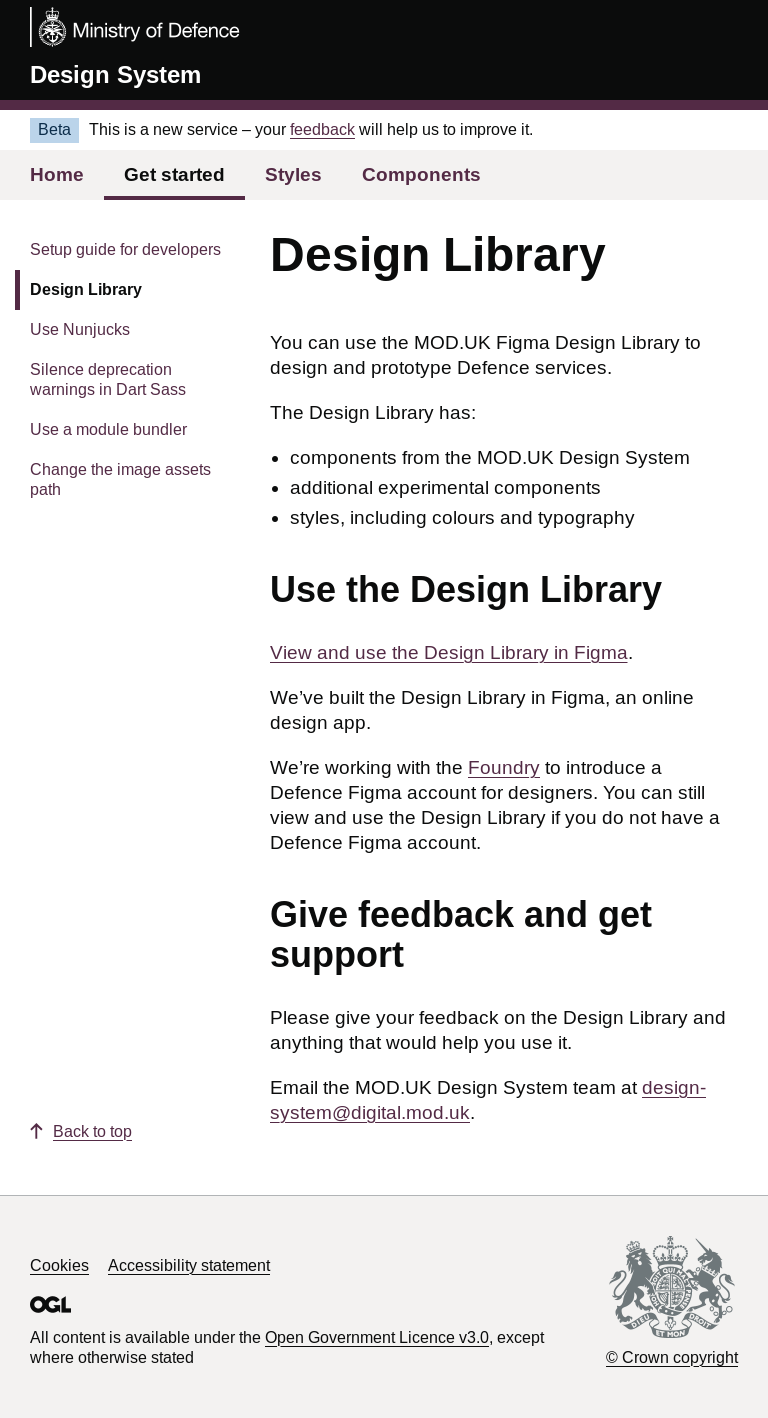 Ministry of Defence
Design System
Beta This is a new service – your feedback will help us to improve it.
Home Get started Styles Components
Setup guide for developers
Design Library
Use Nunjucks
Silence deprecation
warnings in Dart Sass
Use a module bundler
Change the image assets
path
Design Library
You can use the MOD.UK Figma Design Library to
design and prototype Defence services.
The Design Library has:
• components from the MOD.UK Design System
• additional experimental components
• styles, including colours and typography
Use the Design Library
View and use the Design Library in Figma.
We’ve built the Design Library in Figma, an online
design app.
We’re working with the Foundry to introduce a
Defence Figma account for designers. You can still
view and use the Design Library if you do not have a
Defence Figma account.
Give feedback and get
support
Please give your feedback on the Design Library and
anything that would help you use it.
Email the MOD.UK Design System team at design-
system@digital.mod.uk.
Back to top
Cookies Accessibility statement
OGL
All content is available under the Open Government Licence v3.0, except
where otherwise stated
DIEU ET MON
© Crown copyright